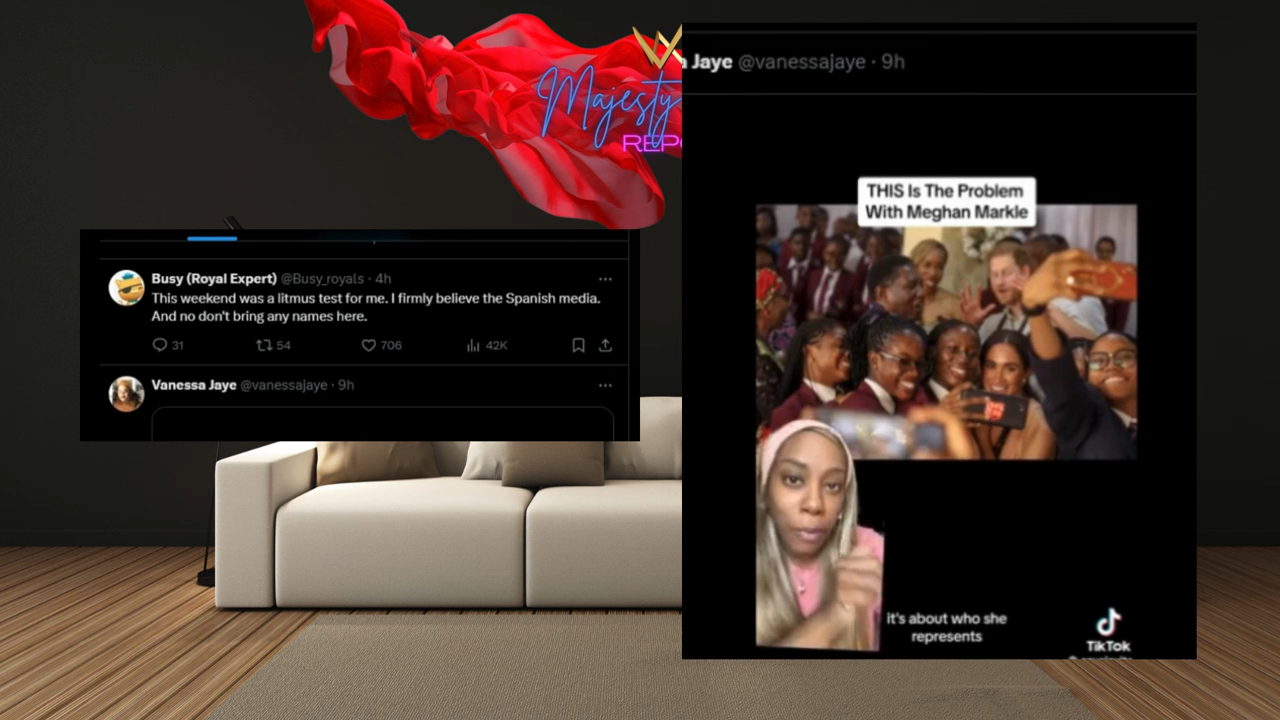 Majesty
Busy (Royal Expert) @Busy_royals · 4h
This weekend was a litmus test for me. I firmly believe the Spanish media.
And no don't bring any names here.
31 54 706 42K
Vanessa Jaye @vanessajaye · 9h
Jaye @vanessajaye · 9h
THIS Is The Problem
With Meghan Markle
it's about who she
represents
TikTok